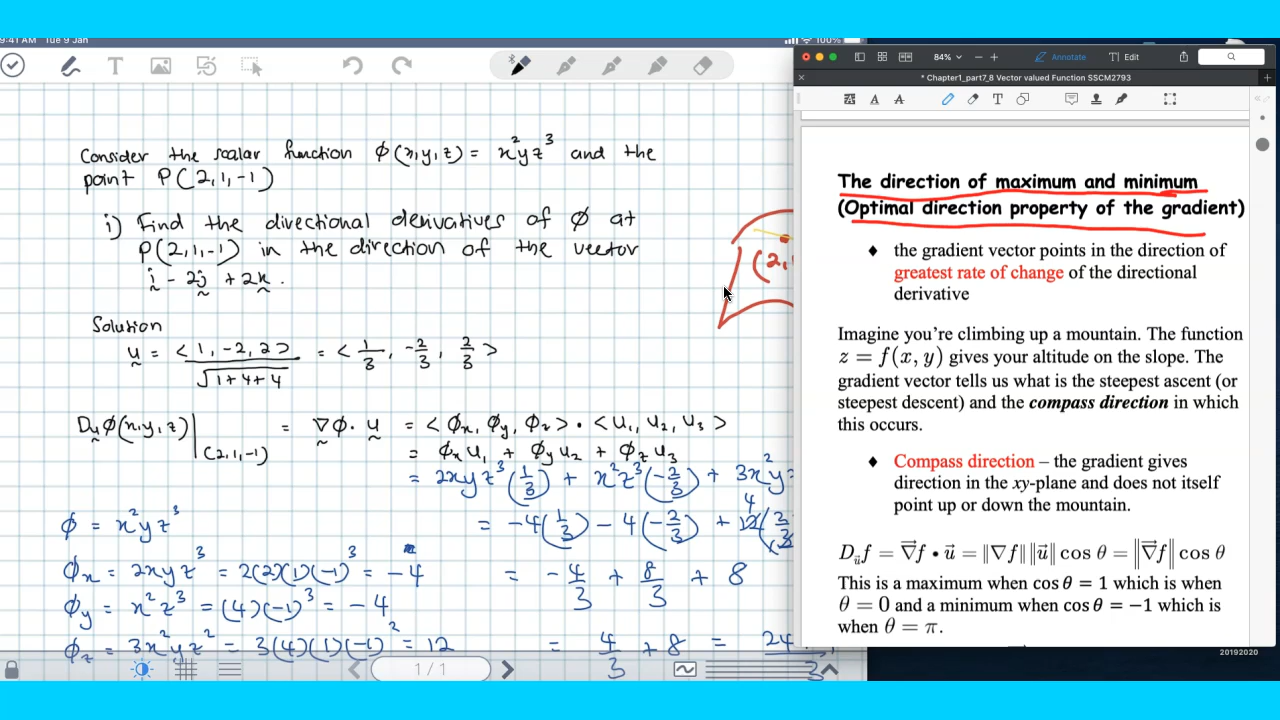 9:41 AM Tue 9 Jan
100%
Consider the scalar function φ(x,y,z) = x²yz³ and the
point P(2,1,-1)
i) Find the directional derivatives of φ at
P(2,1,-1) in the direction of the vector
i - 2j + 2k.
(2,
Solution
u = <1,-2,2> / √1+4+4 = <1/3, -2/3, 2/3>
Duφ(x,y,z)|(2,1,-1) = ∇φ · u = <φx, φy, φz> · <u1, u2, u3>
= φx u1 + φy u2 + φz u3
= 2xyz³(1/3) + x²z³(-2/3) + 3x²y
φ = x²yz³
= -4(1/3) - 4(-2/3) + 12(2/3
4
φx = 2xyz³ = 2(2)(1)(-1)³ = -4
= -4/3 + 8/3 + 8
φy = x²z³ = (4)(-1)³ = -4
φz = 3x²yz² = 3(4)(1)(-1)² = 12
= 4/3 + 8 = 24
3
1/1
84%
Annotate
Edit
* Chapter1_part7_8 Vector valued Function SSCM2793
The direction of maximum and minimum
(Optimal direction property of the gradient)
♦ the gradient vector points in the direction of
greatest rate of change of the directional
derivative
Imagine you're climbing up a mountain. The function
z = f(x, y) gives your altitude on the slope. The
gradient vector tells us what is the steepest ascent (or
steepest descent) and the compass direction in which
this occurs.
♦ Compass direction – the gradient gives
direction in the xy-plane and does not itself
point up or down the mountain.
D_u⃗ f = ∇⃗f • u⃗ = ‖∇f‖ ‖u⃗‖ cos θ = ‖∇⃗f‖ cos θ
This is a maximum when cos θ = 1 which is when
θ = 0 and a minimum when cos θ = −1 which is
when θ = π.
20192020